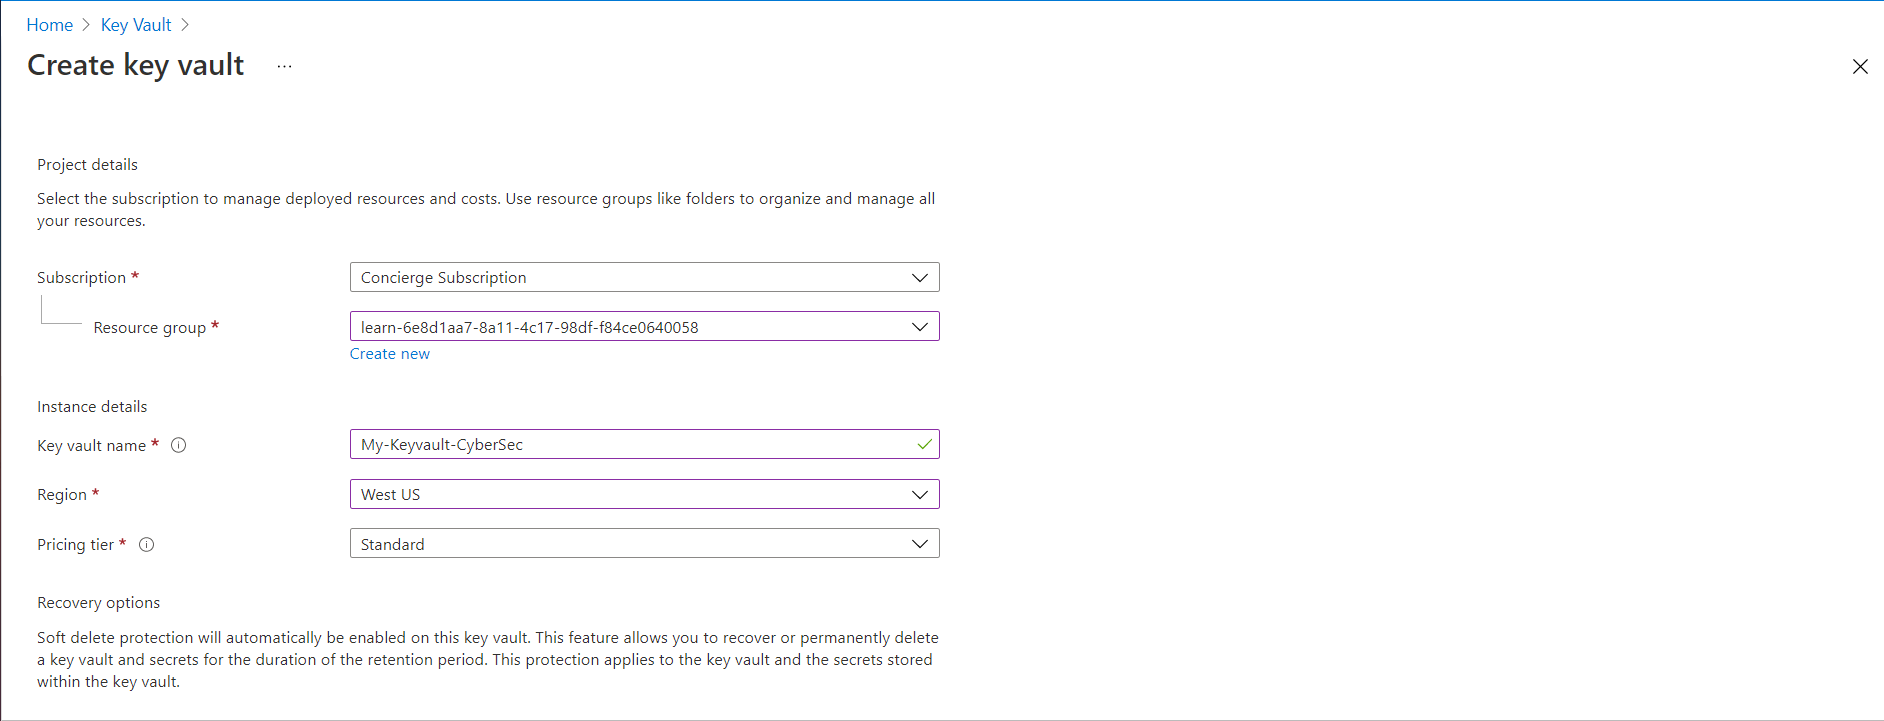 Home > Key Vault >
Create key vault ...
Project details
Select the subscription to manage deployed resources and costs. Use resource groups like folders to organize and manage all
your resources.
Subscription * Concierge Subscription
Resource group * learn-6e8d1aa7-8a11-4c17-98df-f84ce0640058
Create new
Instance details
Key vault name * My-Keyvault-CyberSec
Region * West US
Pricing tier * Standard
Recovery options
Soft delete protection will automatically be enabled on this key vault. This feature allows you to recover or permanently delete
a key vault and secrets for the duration of the retention period. This protection applies to the key vault and the secrets stored
within the key vault.